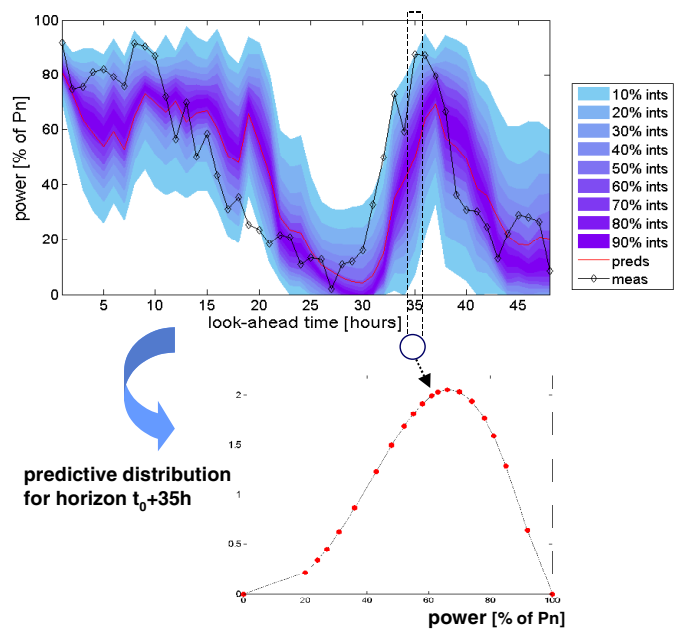 100
80
60
40
20
0
power [% of Pn]
5
10
15
20
25
30
35
40
45
look-ahead time [hours]
10% ints
20% ints
30% ints
40% ints
50% ints
60% ints
70% ints
80% ints
90% ints
preds
meas
predictive distribution
for horizon t0+35h
2
1.5
1
0.5
0
0
20
40
60
80
100
power [% of Pn]